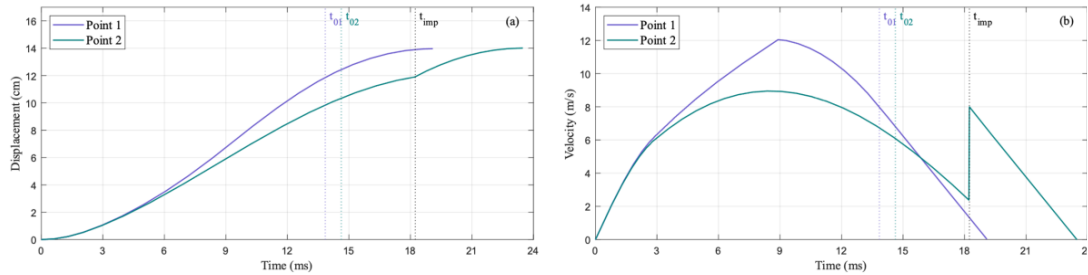 16
14
12
10
8
6
4
2
0
Displacement (cm)
Point 1
Point 2
t01
t02
timp
(a)
0 3 6 9 12 15 18 21 24
Time (ms)
14
12
10
8
6
4
2
0
Velocity (m/s)
Point 1
Point 2
t01
t02
timp
(b)
0 3 6 9 12 15 18 21 24
Time (ms)